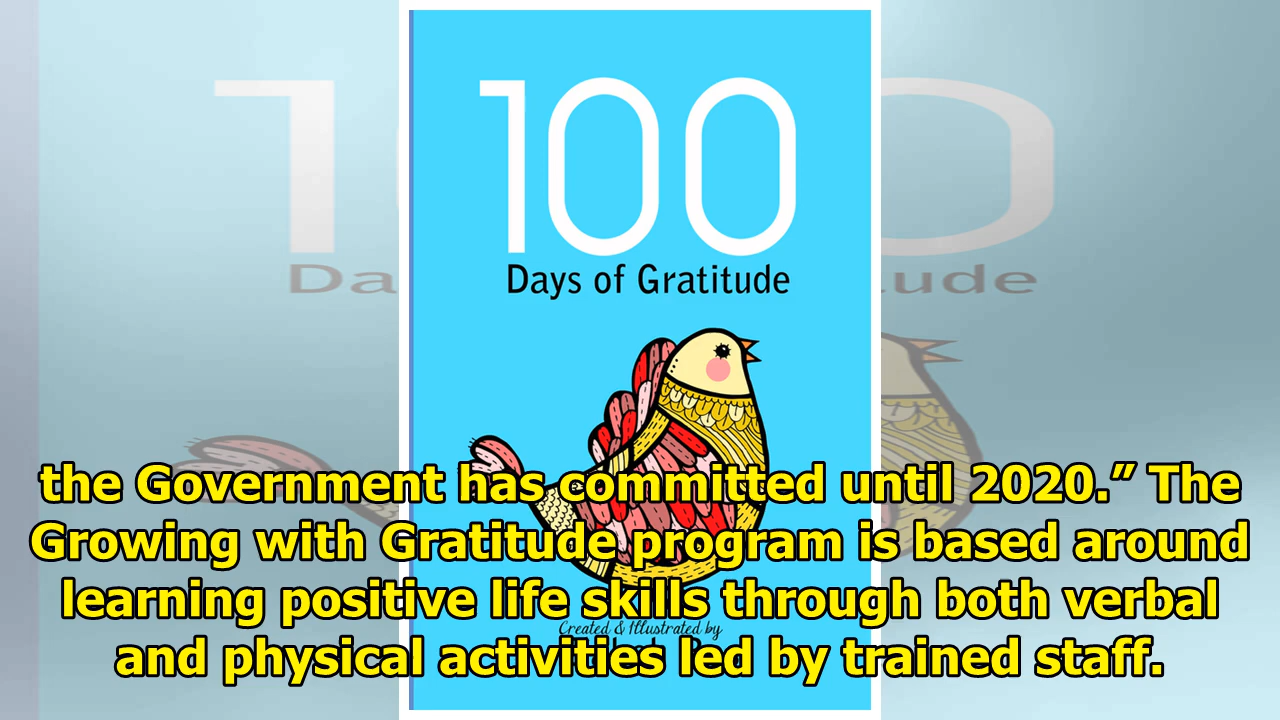 100
Days of Gratitude
the Government has committed until 2020.” The
Growing with Gratitude program is based around
learning positive life skills through both verbal
Created & Illustrated by
and physical activities led by trained staff.